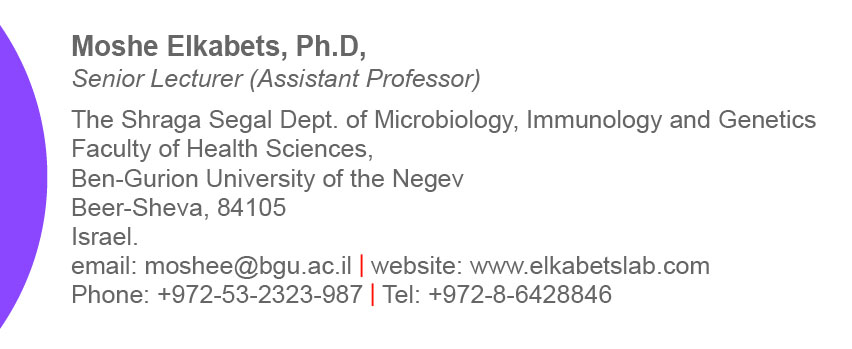 Moshe Elkabets, Ph.D,
Senior Lecturer (Assistant Professor)
The Shraga Segal Dept. of Microbiology, Immunology and Genetics
Faculty of Health Sciences,
Ben-Gurion University of the Negev
Beer-Sheva, 84105
Israel.
email: moshee@bgu.ac.il | website: www.elkabetslab.com
Phone: +972-53-2323-987 | Tel: +972-8-6428846